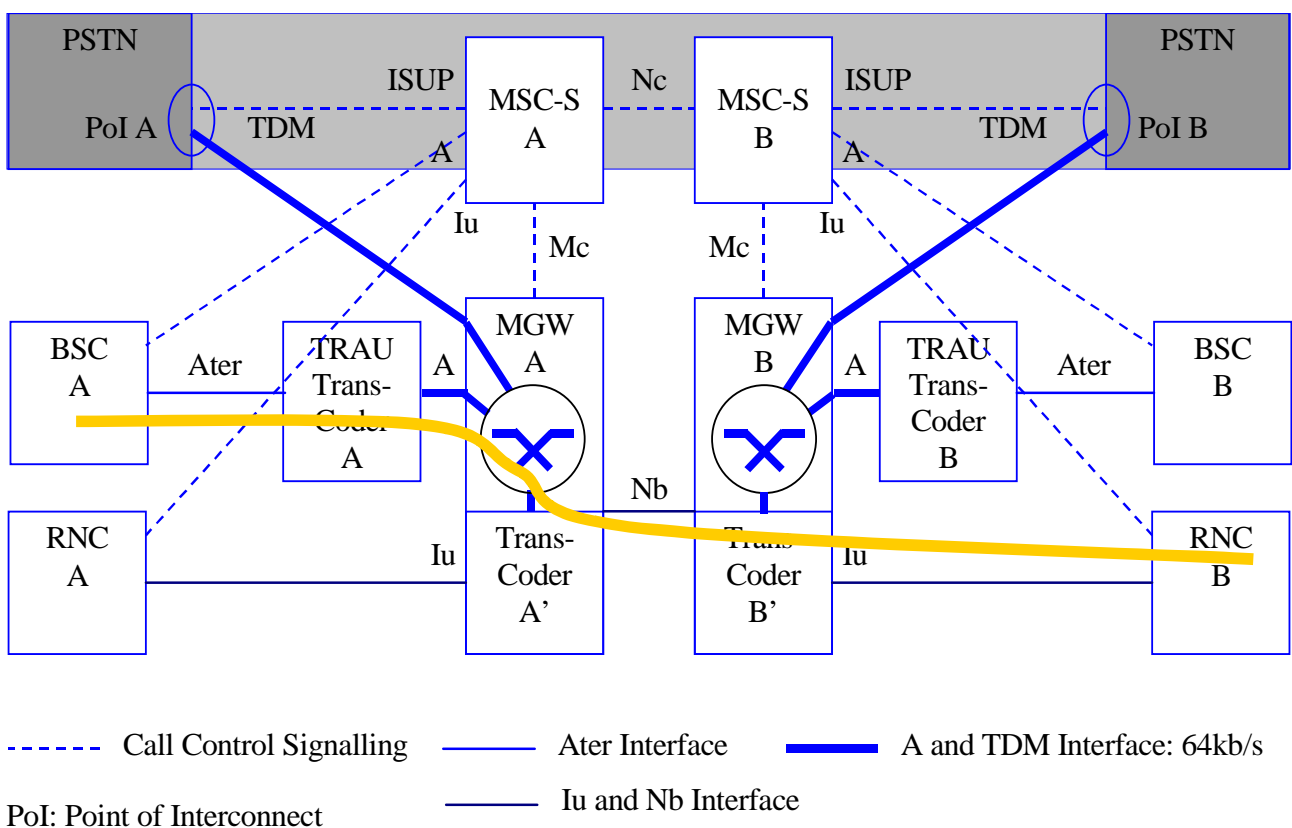 PSTN
PSTN
ISUP
Nc
ISUP
MSC-S
A
MSC-S
B
PoI A
TDM
TDM
PoI B
A
A
Iu
Iu
Mc
Mc
BSC
A
Ater
TRAU
Trans-
Coder
A
A
MGW
A
MGW
B
A
TRAU
Trans-
Coder
B
Ater
BSC
B
Nb
RNC
A
Iu
Trans-
Coder
A’
Trans-
Coder
B’
Iu
RNC
B
Call Control Signalling
Ater Interface
A and TDM Interface: 64kb/s
PoI: Point of Interconnect
Iu and Nb Interface